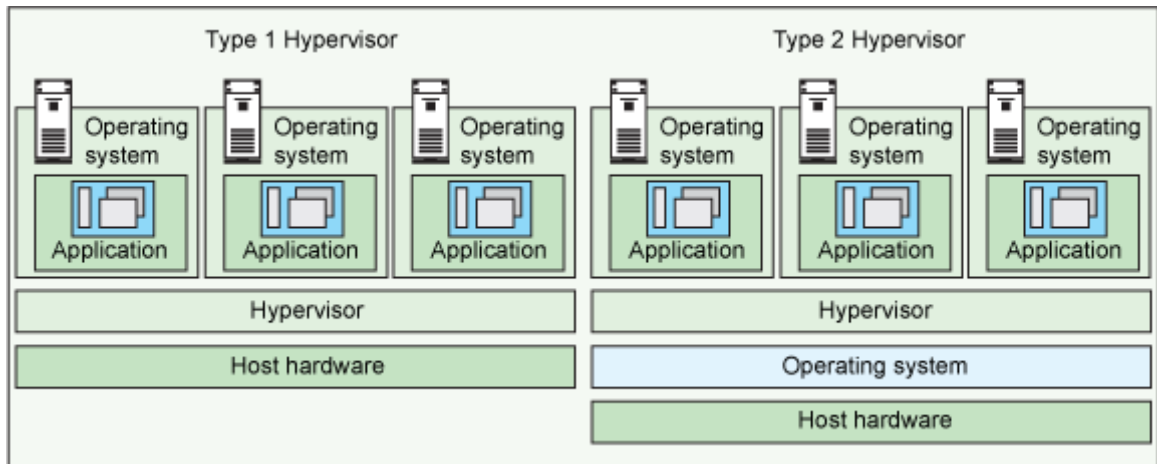 Type 1 Hypervisor
Operating
system
Application
Operating
system
Application
Operating
system
Application
Hypervisor
Host hardware
Type 2 Hypervisor
Operating
system
Application
Operating
system
Application
Operating
system
Application
Hypervisor
Operating system
Host hardware